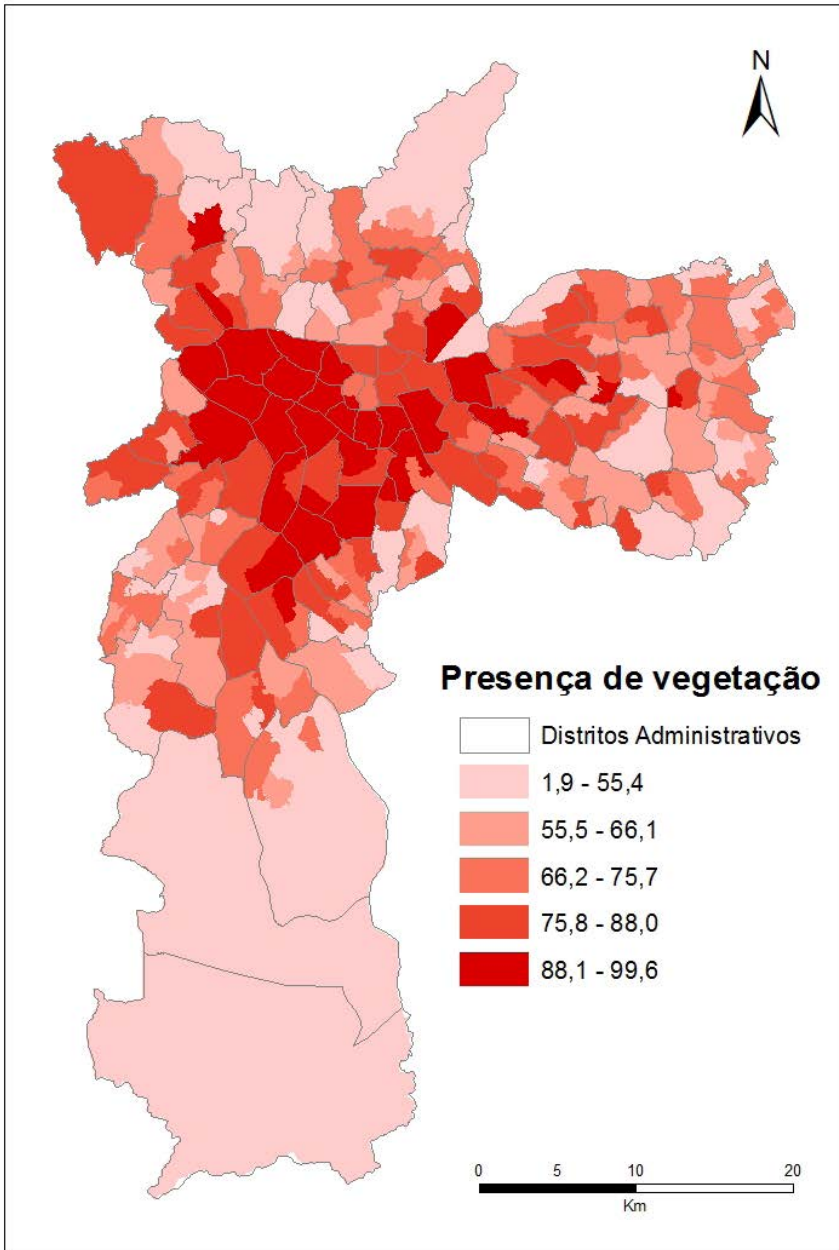 N
Presença de vegetação
Distritos Administrativos
1,9 - 55,4
55,5 - 66,1
66,2 - 75,7
75,8 - 88,0
88,1 - 99,6
0 5 10 20
Km